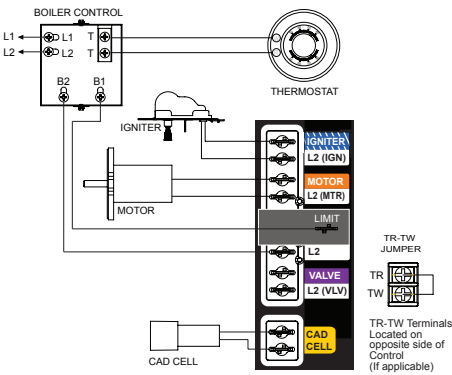 BOILER CONTROL
L1
L1
T
L2
L2
T
B2
B1
THERMOSTAT
IGNITER
IGNITER
L2 (IGN)
MOTOR
L2 (MTR)
MOTOR
LIMIT
L2
VALVE
L2 (VLV)
TR-TW
JUMPER
TR
TW
CAD
CELL
CAD CELL
TR-TW Terminals
Located on
opposite side of
Control
(If applicable)